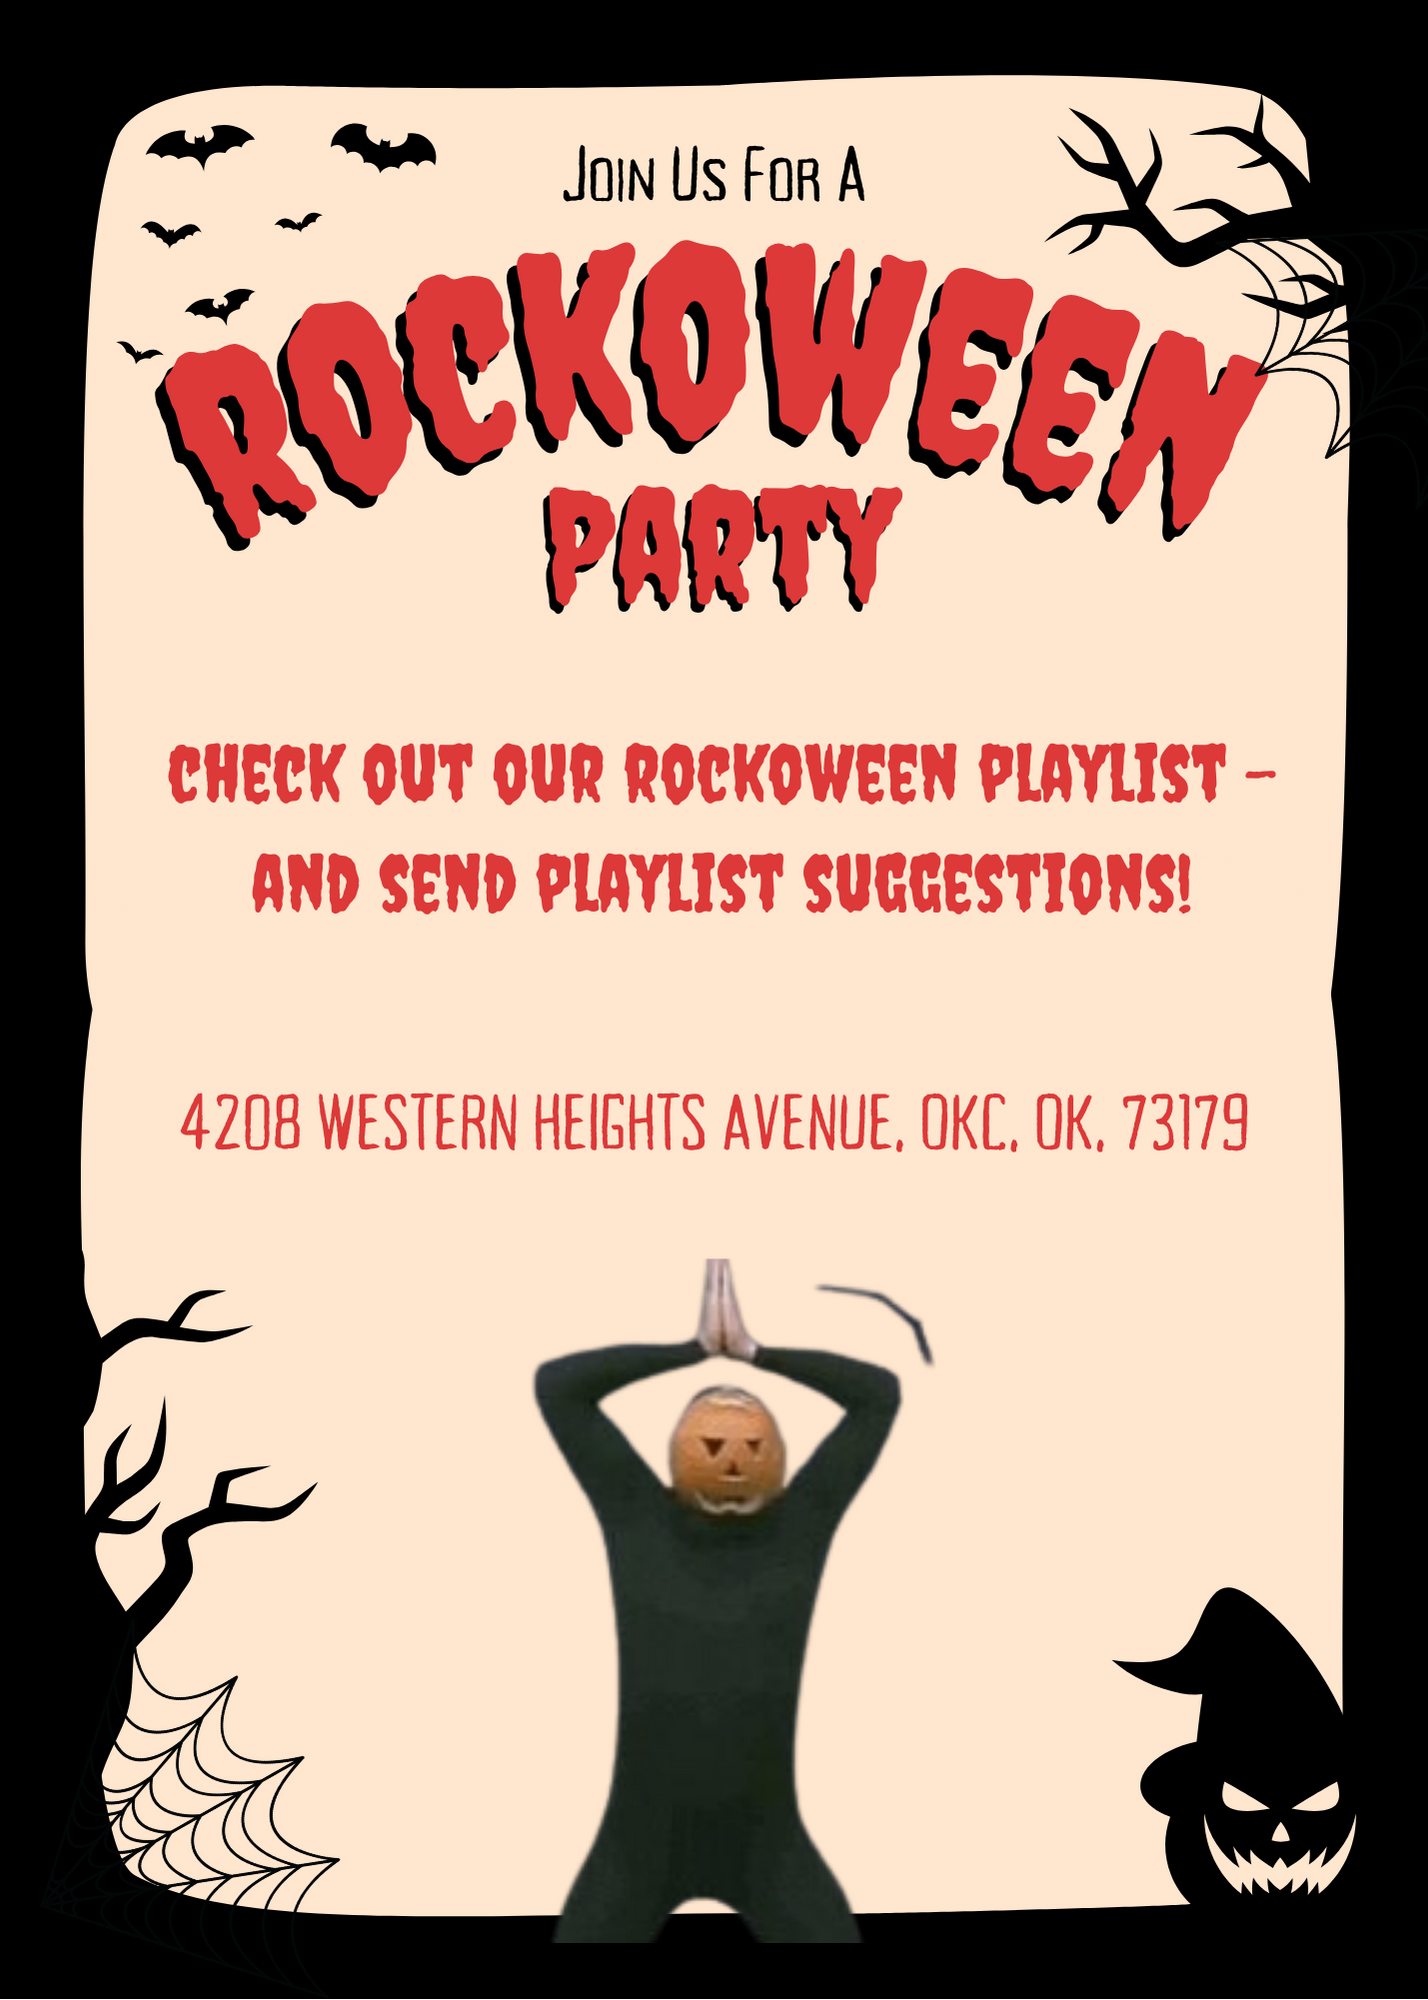 Join Us For A
ROCKOWEEN
PARTY
CHECK OUT OUR ROCKOWEEN PLAYLIST -
AND SEND PLAYLIST SUGGESTIONS!
4208 WESTERN HEIGHTS AVENUE, OKC, OK, 73179